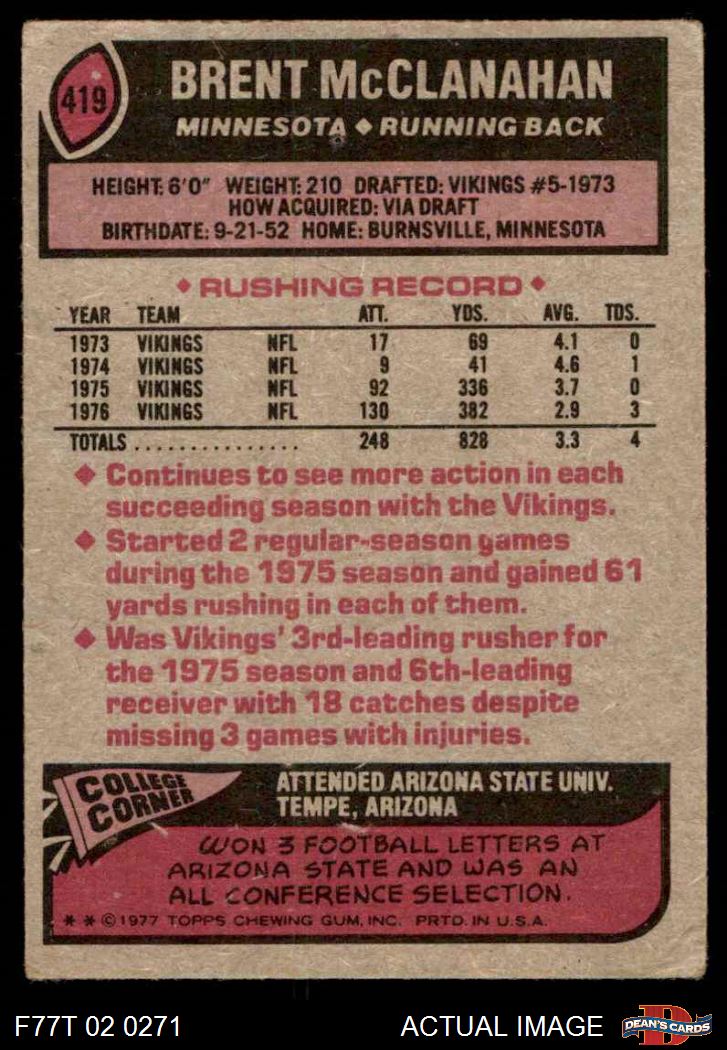 419
BRENT McCLANAHAN
MINNESOTA ◆ RUNNING BACK
HEIGHT: 6'0" WEIGHT: 210 DRAFTED: VIKINGS #5-1973
HOW ACQUIRED: VIA DRAFT
BIRTHDATE: 9-21-52 HOME: BURNSVILLE, MINNESOTA
◆ RUSHING RECORD ◆
YEAR TEAM ATT. YDS. AVG. TDS.
1973 VIKINGS NFL 17 69 4.1 0
1974 VIKINGS NFL 9 41 4.6 1
1975 VIKINGS NFL 92 336 3.7 0
1976 VIKINGS NFL 130 382 2.9 3
TOTALS ............... 248 828 3.3 4
◆ Continues to see more action in each
succeeding season with the Vikings.
◆ Started 2 regular-season games
during the 1975 season and gained 61
yards rushing in each of them.
◆ Was Vikings' 3rd-leading rusher for
the 1975 season and 6th-leading
receiver with 18 catches despite
missing 3 games with injuries.
COLLEGE
CORNER
ATTENDED ARIZONA STATE UNIV.
TEMPE, ARIZONA
WON 3 FOOTBALL LETTERS AT
ARIZONA STATE AND WAS AN
ALL CONFERENCE SELECTION.
* * © 1977 TOPPS CHEWING GUM, INC. PRTD. IN U.S.A.
F77T 02 0271
ACTUAL IMAGE
D
DEAN'S CARDS